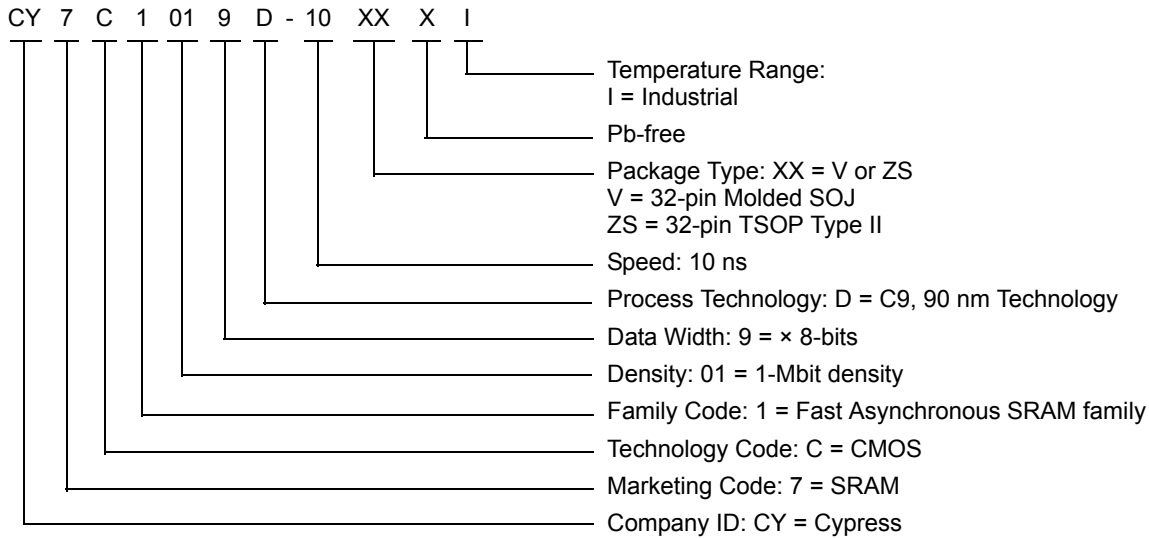 CY 7 C 1 01 9 D - 10 XX X I
Temperature Range:
I = Industrial
Pb-free
Package Type: XX = V or ZS
V = 32-pin Molded SOJ
ZS = 32-pin TSOP Type II
Speed: 10 ns
Process Technology: D = C9, 90 nm Technology
Data Width: 9 = × 8-bits
Density: 01 = 1-Mbit density
Family Code: 1 = Fast Asynchronous SRAM family
Technology Code: C = CMOS
Marketing Code: 7 = SRAM
Company ID: CY = Cypress